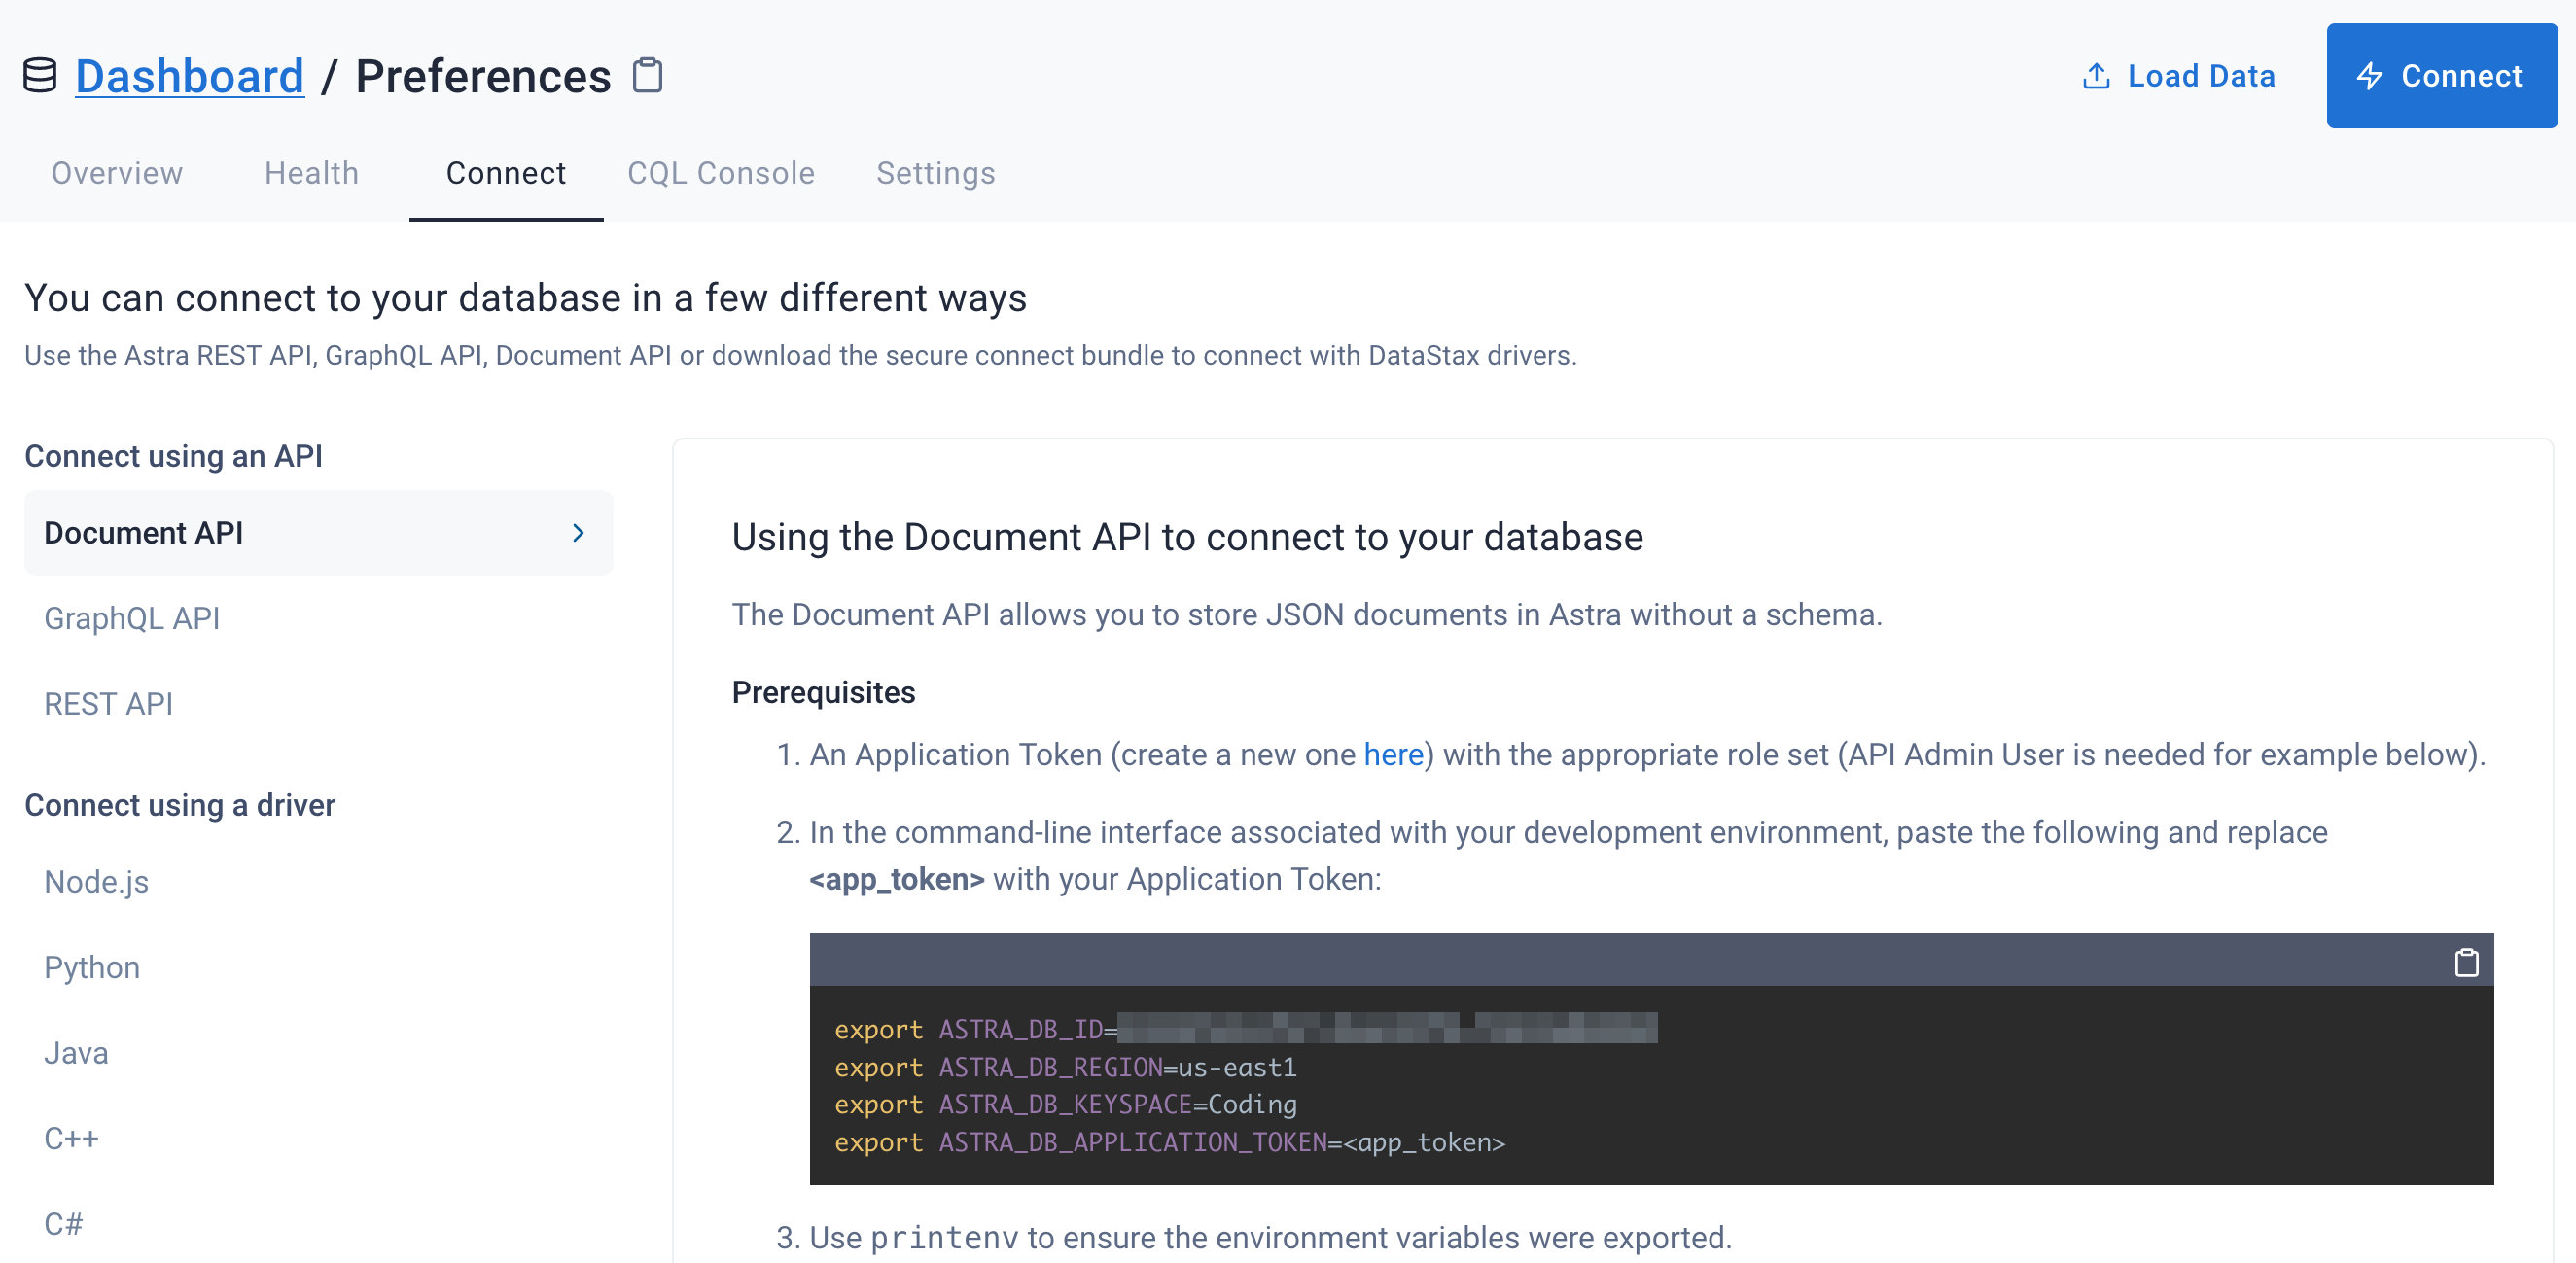 Dashboard / Preferences
Load Data
Connect
Overview
Health
Connect
CQL Console
Settings
You can connect to your database in a few different ways
Use the Astra REST API, GraphQL API, Document API or download the secure connect bundle to connect with DataStax drivers.
Connect using an API
Document API
GraphQL API
REST API
Connect using a driver
Node.js
Python
Java
C++
C#
Using the Document API to connect to your database
The Document API allows you to store JSON documents in Astra without a schema.
Prerequisites
1. An Application Token (create a new one here) with the appropriate role set (API Admin User is needed for example below).
2. In the command-line interface associated with your development environment, paste the following and replace
<app_token> with your Application Token:
export ASTRA_DB_ID=
export ASTRA_DB_REGION=us-east1
export ASTRA_DB_KEYSPACE=Coding
export ASTRA_DB_APPLICATION_TOKEN=<app_token>
3. Use printenv to ensure the environment variables were exported.